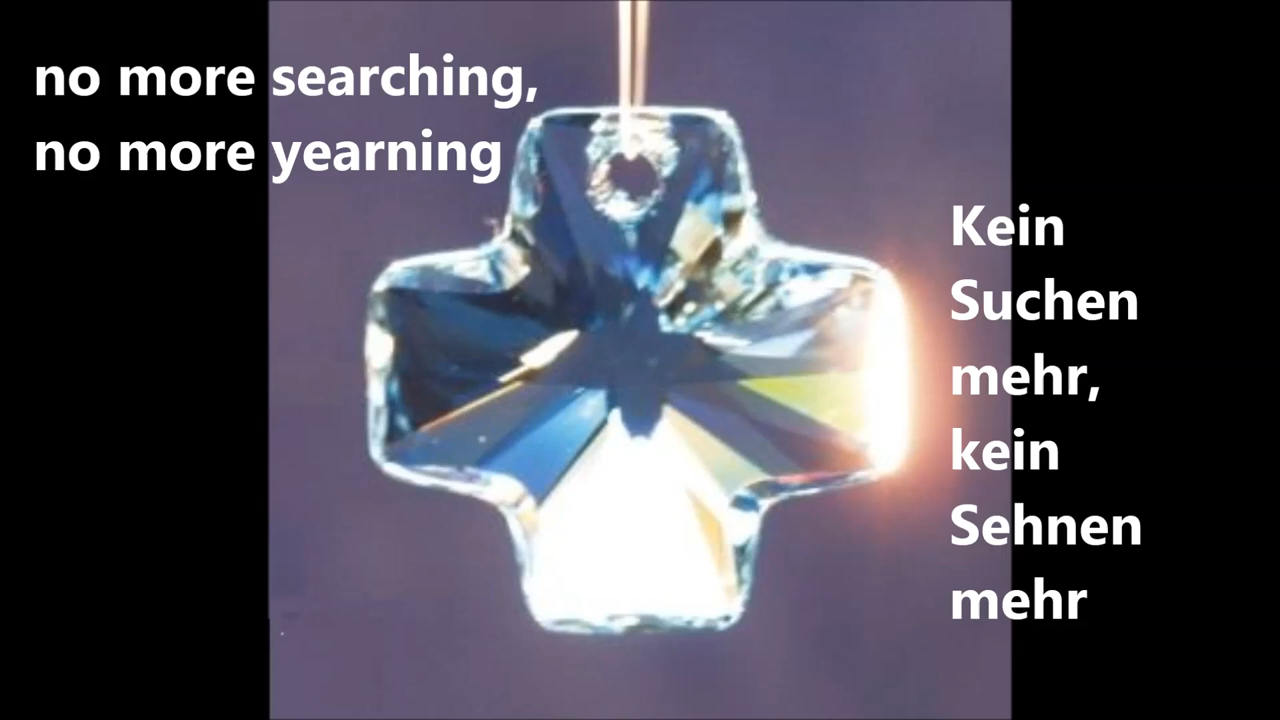 no more searching,
no more yearning
Kein
Suchen
mehr,
kein
Sehnen
mehr